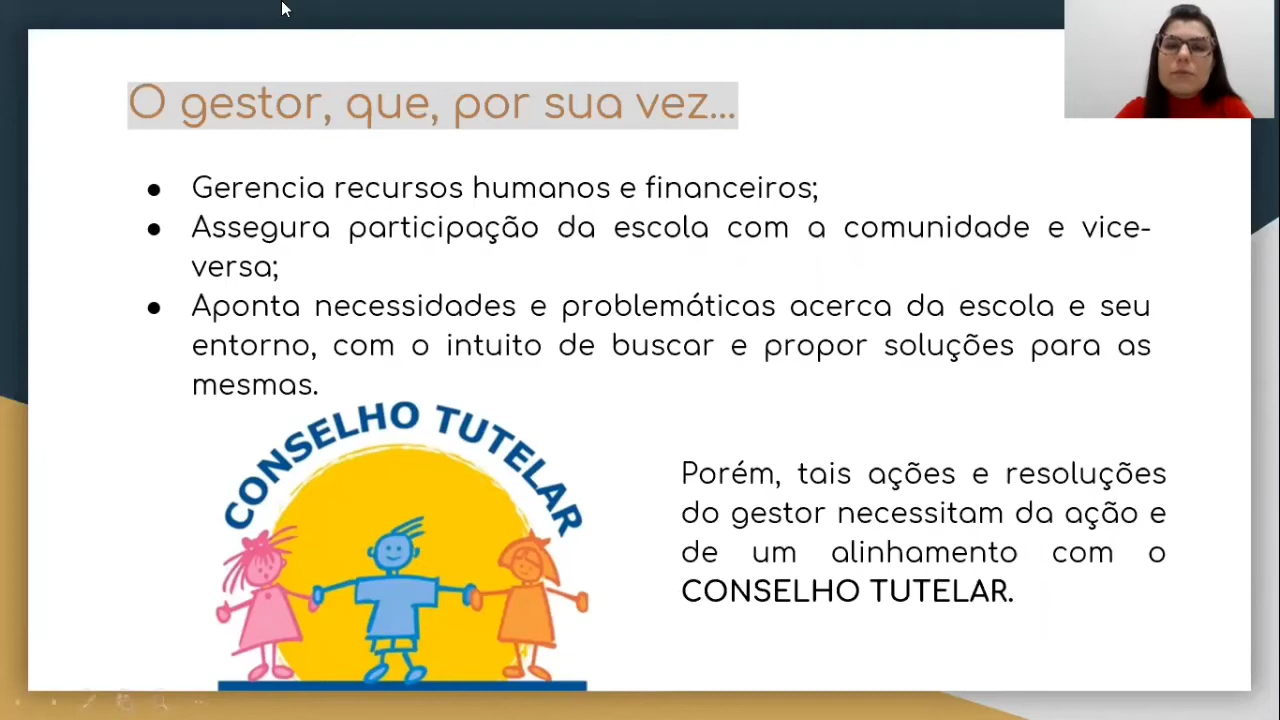 O gestor, que, por sua vez...
● Gerencia recursos humanos e financeiros;
● Assegura participação da escola com a comunidade e vice-
versa;
● Aponta necessidades e problemáticas acerca da escola e seu
entorno, com o intuito de buscar e propor soluções para as
mesmas.
CONSELHO TUTELAR
Porém, tais ações e resoluções
do gestor necessitam da ação e
de um alinhamento com o
CONSELHO TUTELAR.